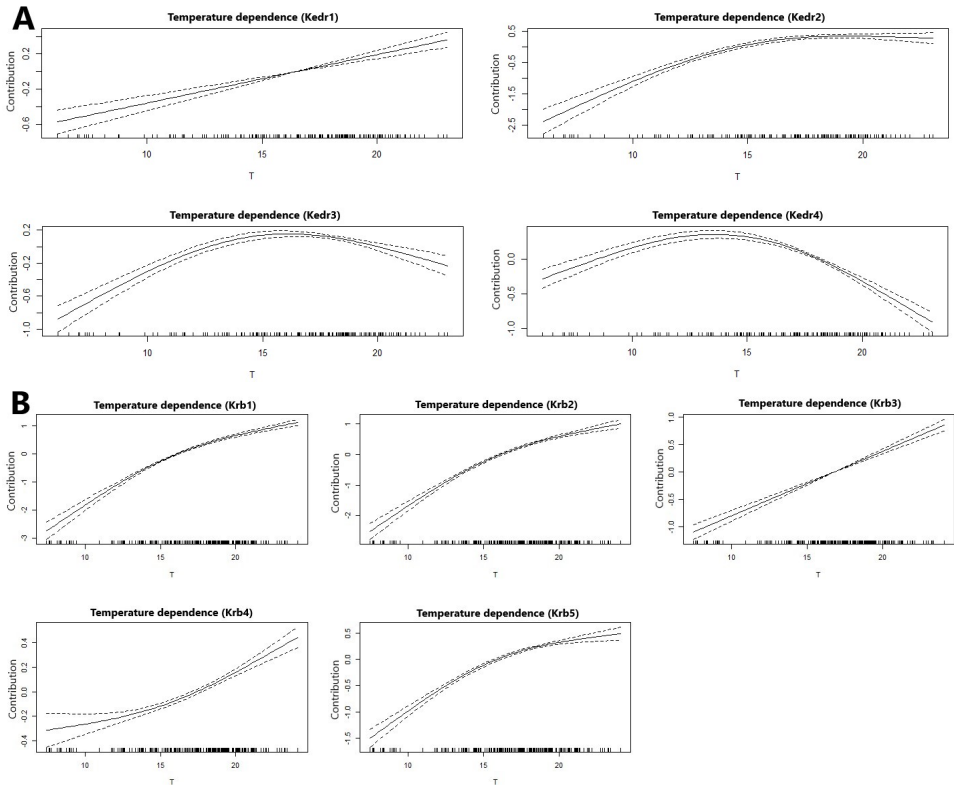 A
Temperature dependence (Kedr1)
Contribution
0.2
-0.2
-0.6
10
15
20
T
Temperature dependence (Kedr2)
Contribution
0.5
-0.5
-1.5
-2.5
10
15
20
T
Temperature dependence (Kedr3)
Contribution
0.2
-0.2
-0.6
-1.0
10
15
20
T
Temperature dependence (Kedr4)
Contribution
0.0
-0.5
-1.0
10
15
20
T
B
Temperature dependence (Krb1)
Contribution
1
0
-1
-2
-3
10
15
20
T
Temperature dependence (Krb2)
Contribution
1
0
-1
-2
10
15
20
T
Temperature dependence (Krb3)
Contribution
1.0
0.5
0.0
-0.5
-1.0
10
15
20
T
Temperature dependence (Krb4)
Contribution
0.4
0.2
0.0
-0.2
-0.4
10
15
20
T
Temperature dependence (Krb5)
Contribution
0.5
0.0
-0.5
-1.0
-1.5
10
15
20
T